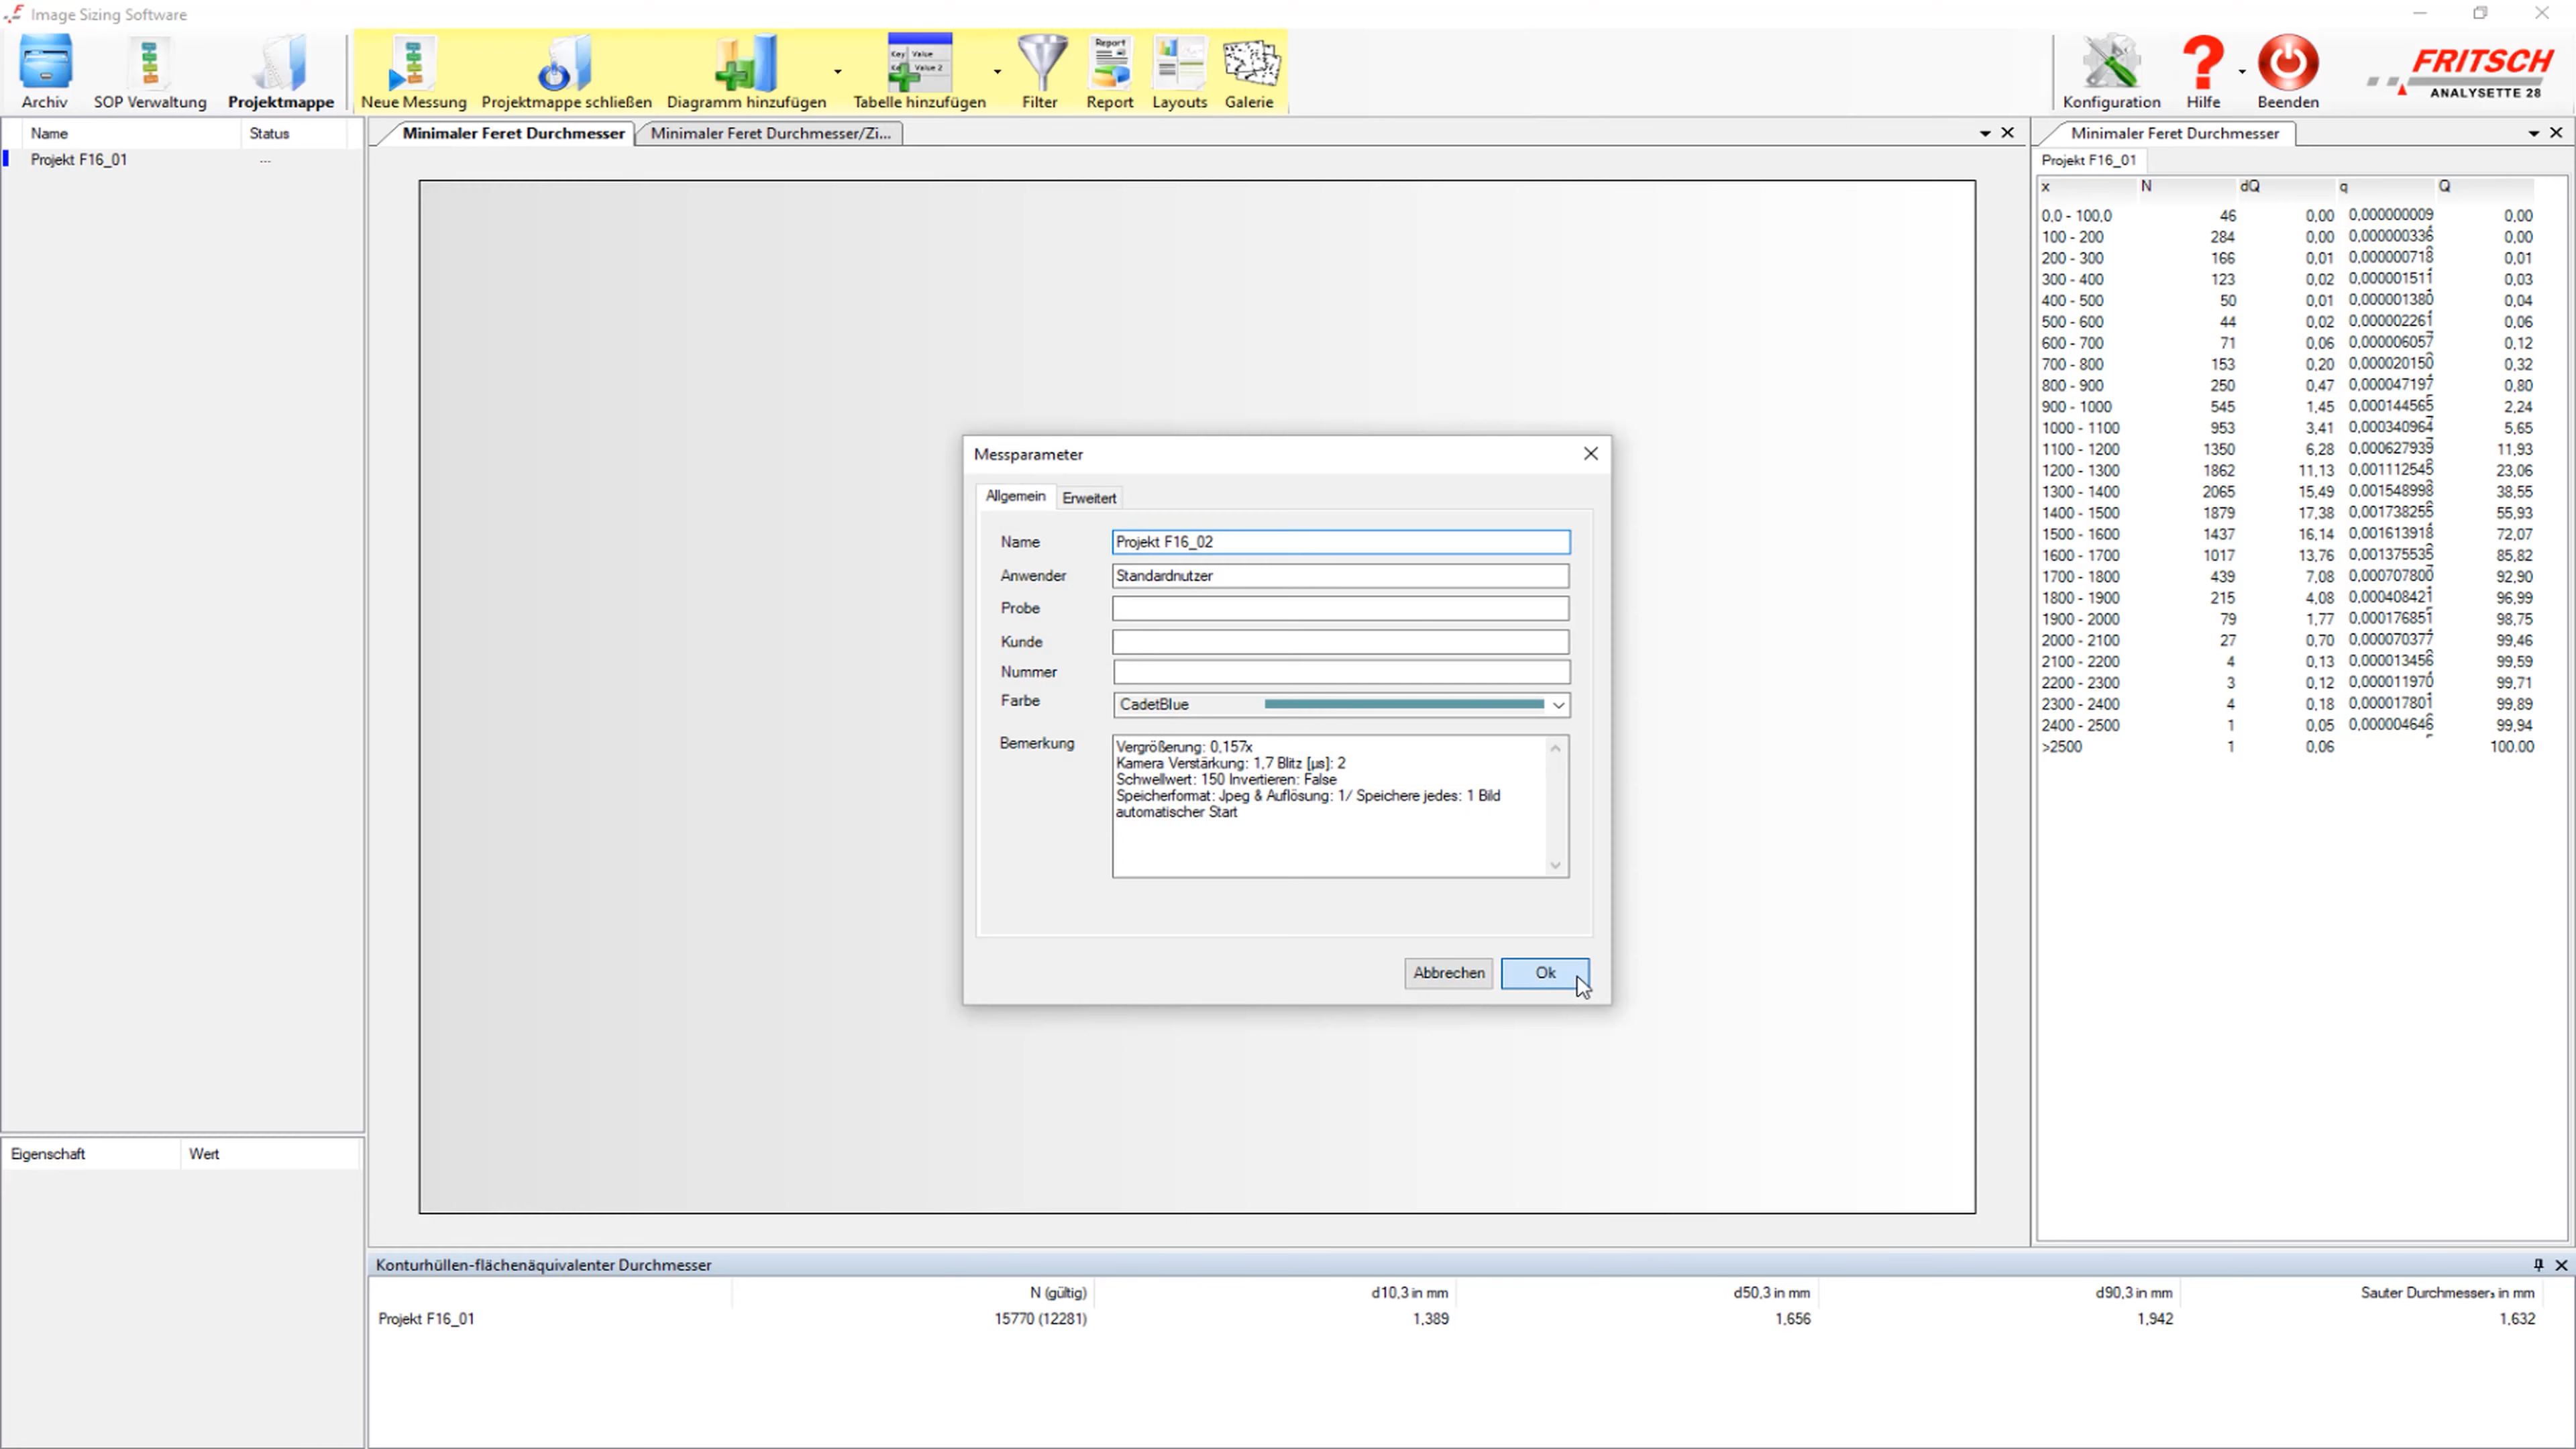 Image Sizing Software
Archiv
SOP Verwaltung
Projektmappe
Neue Messung
Projektmappe schließen
Diagramm hinzufügen
Key Value
Value 2
Tabelle hinzufügen
Filter
Report
Report
Layouts
Galerie
Konfiguration
Hilfe
Beenden
FRITSCH
ANALYSETTE 28
Name Status
Projekt F16_01 ...
Minimaler Feret Durchmesser
Minimaler Feret Durchmesser/Zi...
Messparameter
Allgemein Erweitert
Name Projekt F16_02
Anwender Standardnutzer
Probe
Kunde
Nummer
Farbe CadetBlue
Bemerkung
Vergrößerung: 0,157x
Kamera Verstärkung: 1,7 Blitz [µs]: 2
Schwellwert: 150 Invertieren: False
Speicherformat: Jpeg & Auflösung: 1/ Speichere jedes: 1 Bild
automatischer Start
Abbrechen Ok
Minimaler Feret Durchmesser
Projekt F16_01
x N dQ q Q
0,0 - 100,0 46 0,00 0,000000009 0,00
100 - 200 284 0,00 0,000000336 0,00
200 - 300 166 0,01 0,000000718 0,01
300 - 400 123 0,02 0,000001511 0,03
400 - 500 50 0,01 0,000001380 0,04
500 - 600 44 0,02 0,000002261 0,06
600 - 700 71 0,06 0,000006057 0,12
700 - 800 153 0,20 0,000020150 0,32
800 - 900 250 0,47 0,000047197 0,80
900 - 1000 545 1,45 0,000144565 2,24
1000 - 1100 953 3,41 0,000340964 5,65
1100 - 1200 1350 6,28 0,000627939 11,93
1200 - 1300 1862 11,13 0,001112545 23,06
1300 - 1400 2065 15,49 0,001548998 38,55
1400 - 1500 1879 17,38 0,001738255 55,93
1500 - 1600 1437 16,14 0,001613918 72,07
1600 - 1700 1017 13,76 0,001375535 85,82
1700 - 1800 439 7,08 0,000707800 92,90
1800 - 1900 215 4,08 0,000408421 96,99
1900 - 2000 79 1,77 0,000176851 98,75
2000 - 2100 27 0,70 0,000070377 99,46
2100 - 2200 4 0,13 0,000013456 99,59
2200 - 2300 3 0,12 0,000011970 99,71
2300 - 2400 4 0,18 0,000017801 99,89
2400 - 2500 1 0,05 0,000004646 99,94
>2500 1 0,06 100.00
Eigenschaft Wert
Konturhüllen-flächenäquivalenter Durchmesser
N (gültig) d10,3 in mm d50,3 in mm d90,3 in mm Sauter Durchmesser₃ in mm
Projekt F16_01 15770 (12281) 1,389 1,656 1,942 1,632